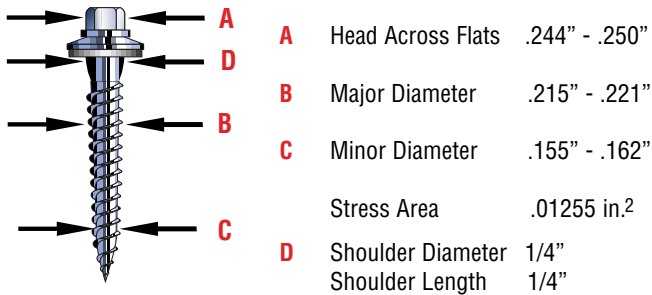 A
D
B
C
A Head Across Flats .244” - .250”
B Major Diameter .215” - .221”
C Minor Diameter .155” - .162”
Stress Area .01255 in.2
D Shoulder Diameter 1/4”
Shoulder Length 1/4”